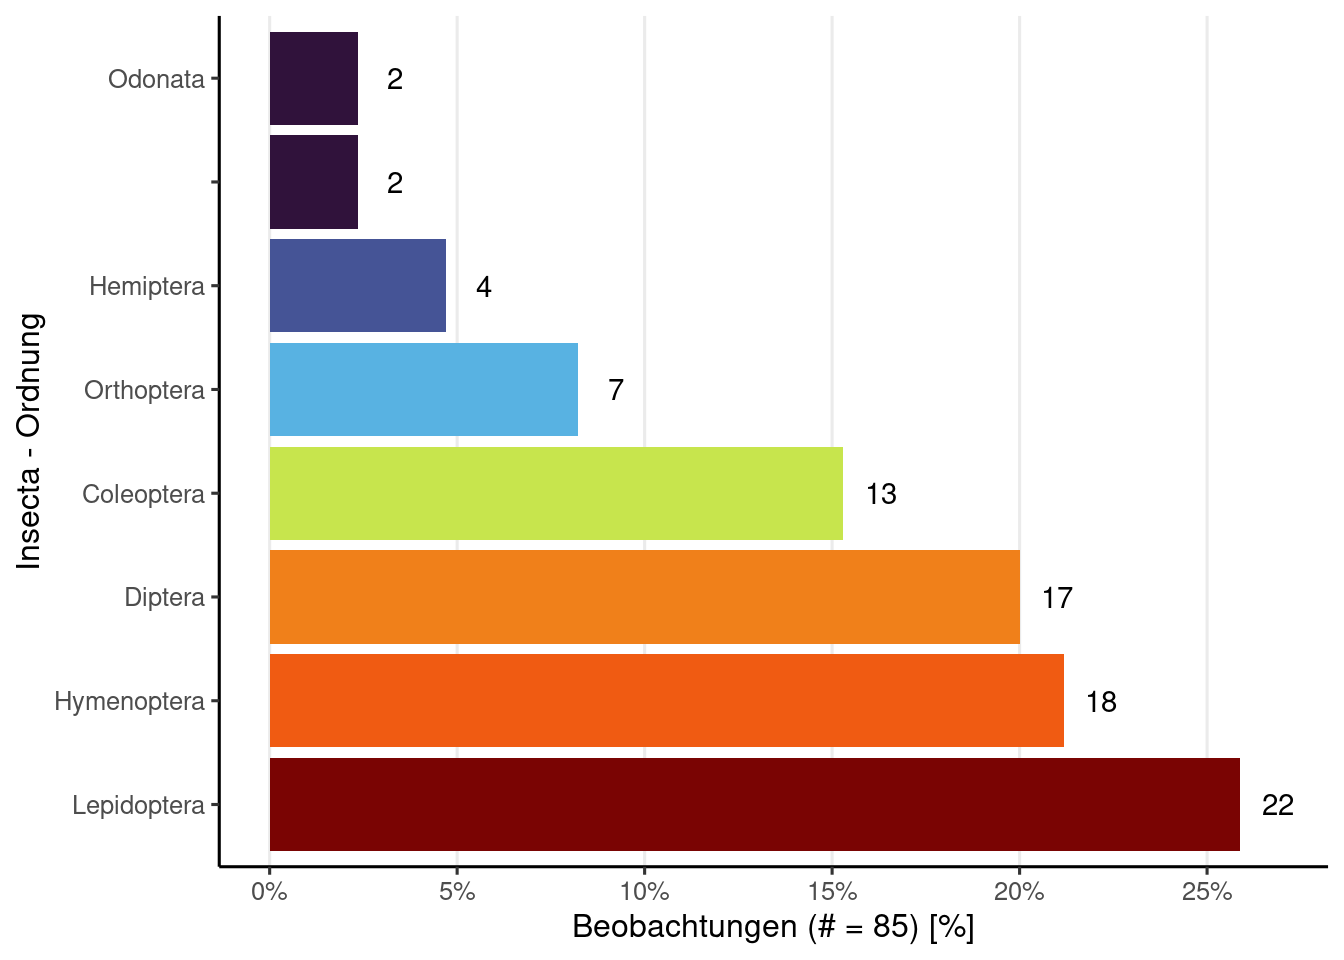 Insecta - Ordnung
Odonata 2
2
Hemiptera 4
Orthoptera 7
Coleoptera 13
Diptera 17
Hymenoptera 18
Lepidoptera 22
0% 5% 10% 15% 20% 25%
Beobachtungen (# = 85) [%]